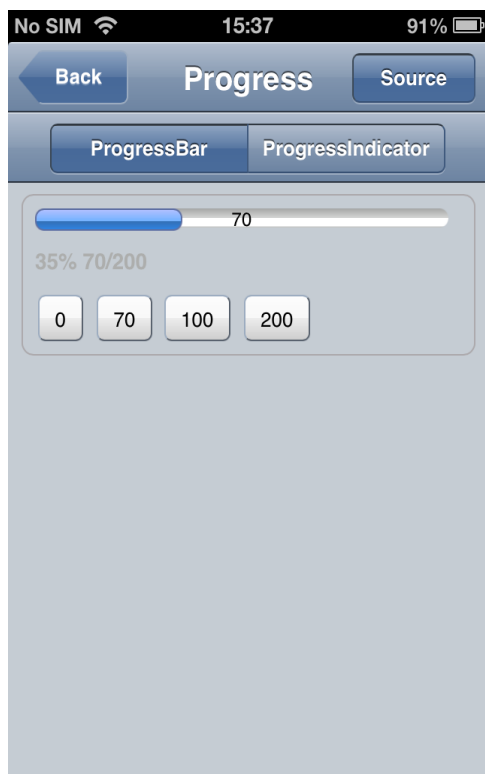 No SIM 15:37 91%
Back Progress Source
ProgressBar ProgressIndicator
70
35% 70/200
0 70 100 200